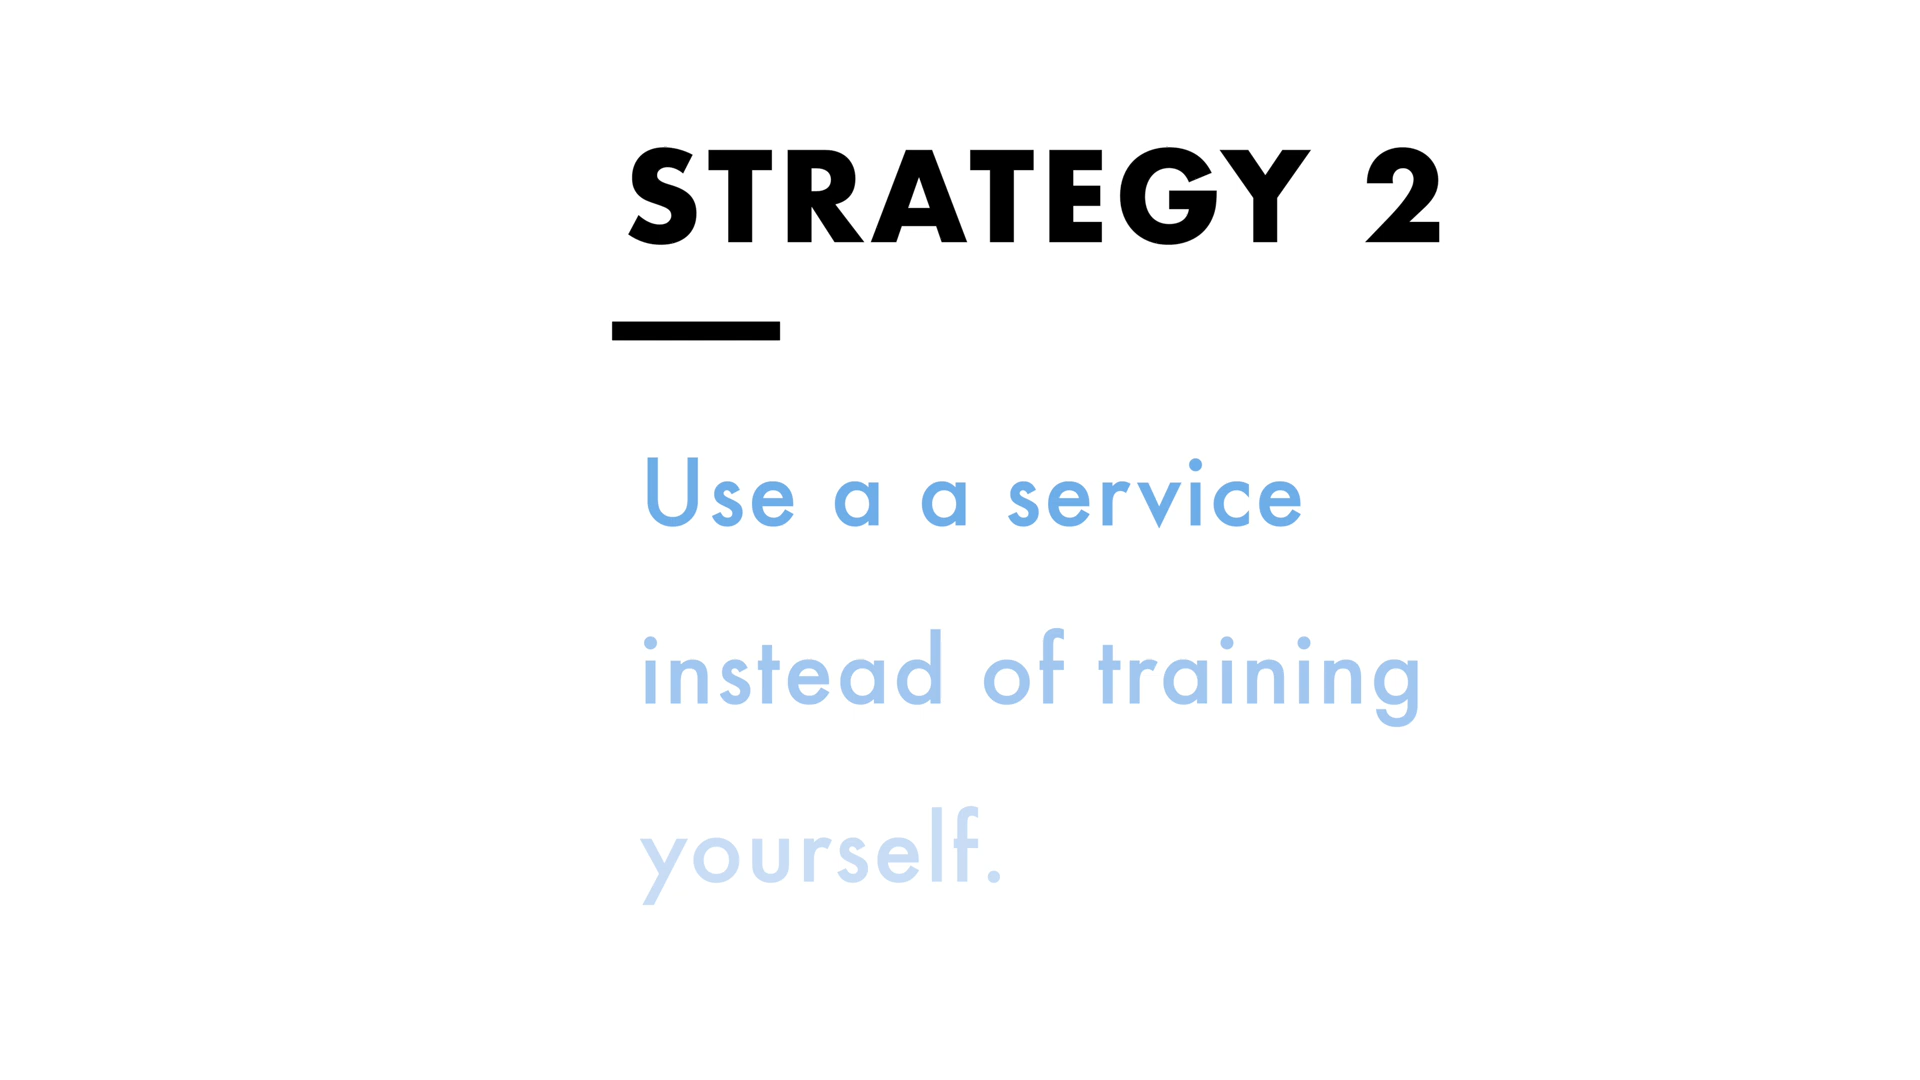 STRATEGY 2
Use a a service
instead of training
yourself.